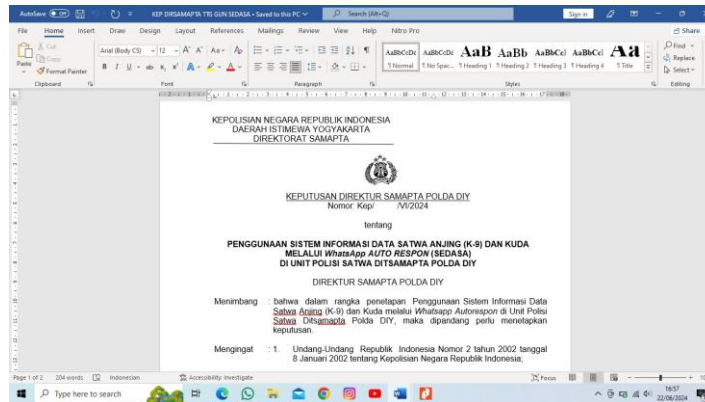 AutoSave Off
KEP DIRSAMAPTA TTG GUN SEDASA - Saved to this PC
Search (Alt+Q)
Sign in
File Home Insert Draw Design Layout References Mailings Review View Help Nitro Pro Share
Paste
Cut
Copy
Format Painter
Clipboard
Arial (Body CS) 12
Font
Paragraph
AaBbCcDc AaBbCcDc AaB AaBb AaBbCcI AaBbCcI AaB
¶ Normal ¶ No Spac... ¶ Heading 1 ¶ Heading 2 ¶ Heading 3 ¶ Heading 4 ¶ Title
Styles
Find
Replace
Select
Editing
KEPOLISIAN NEGARA REPUBLIK INDONESIA
DAERAH ISTIMEWA YOGYAKARTA
DIREKTORAT SAMAPTA
KEPUTUSAN DIREKTUR SAMAPTA POLDA DIY
Nomor: Kep/ /VI/2024
tentang
PENGGUNAAN SISTEM INFORMASI DATA SATWA ANJING (K-9) DAN KUDA
MELALUI WhatsApp AUTO RESPON (SEDASA)
DI UNIT POLISI SATWA DITSAMAPTA POLDA DIY
DIREKTUR SAMAPTA POLDA DIY
Menimbang : bahwa dalam rangka penetapan Penggunaan Sistem Informasi Data
Satwa Anjing (K-9) dan Kuda melalui Whatsapp Autorespon di Unit Polisi
Satwa Ditsamapta Polda DIY, maka dipandang perlu menetapkan
keputusan.
Mengingat : 1. Undang-Undang Republik Indonesia Nomor 2 tahun 2002 tanggal
8 Januari 2002 tentang Kepolisian Negara Republik Indonesia;
Page 1 of 2 204 words Indonesian Accessibility: Investigate Focus
Type here to search
16:57
22/06/2024